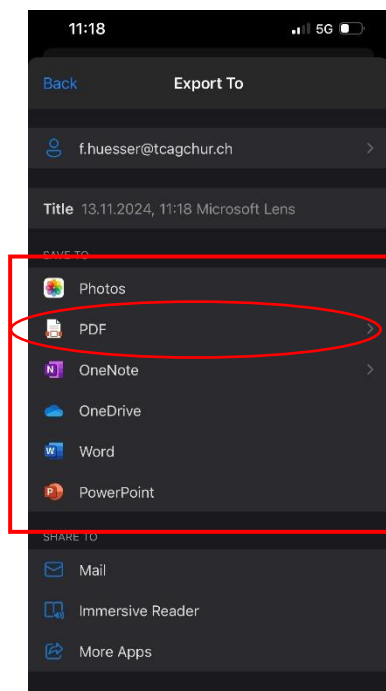 11:18 5G
Back Export To
f.huesser@tcagchur.ch
Title 13.11.2024, 11:18 Microsoft Lens
SAVE TO
Photos
PDF
OneNote
OneDrive
Word
PowerPoint
SHARE TO
Mail
Immersive Reader
More Apps